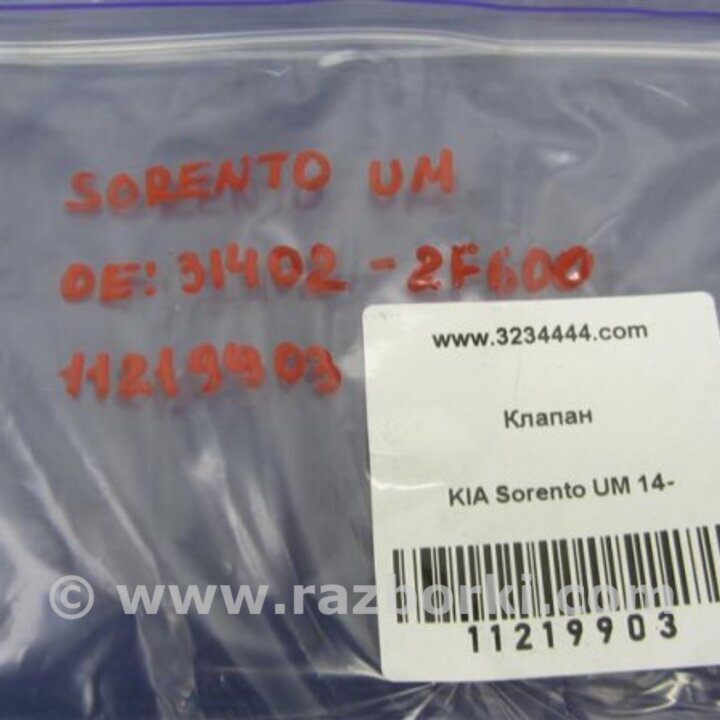 SORENTO UM
OE: 31402-2F600
11219903
www.3234444.com
Клапан
KIA Sorento UM 14-
11219903
© www.razborki.com